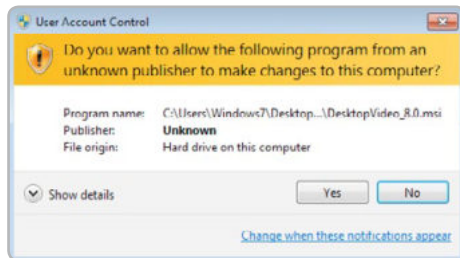 User Account Control
Do you want to allow the following program from an
unknown publisher to make changes to this computer?
Program name: C:\Users\Windows7\Desktop...\DesktopVideo_8.0.msi
Publisher: Unknown
File origin: Hard drive on this computer
Show details
Yes No
Change when these notifications appear